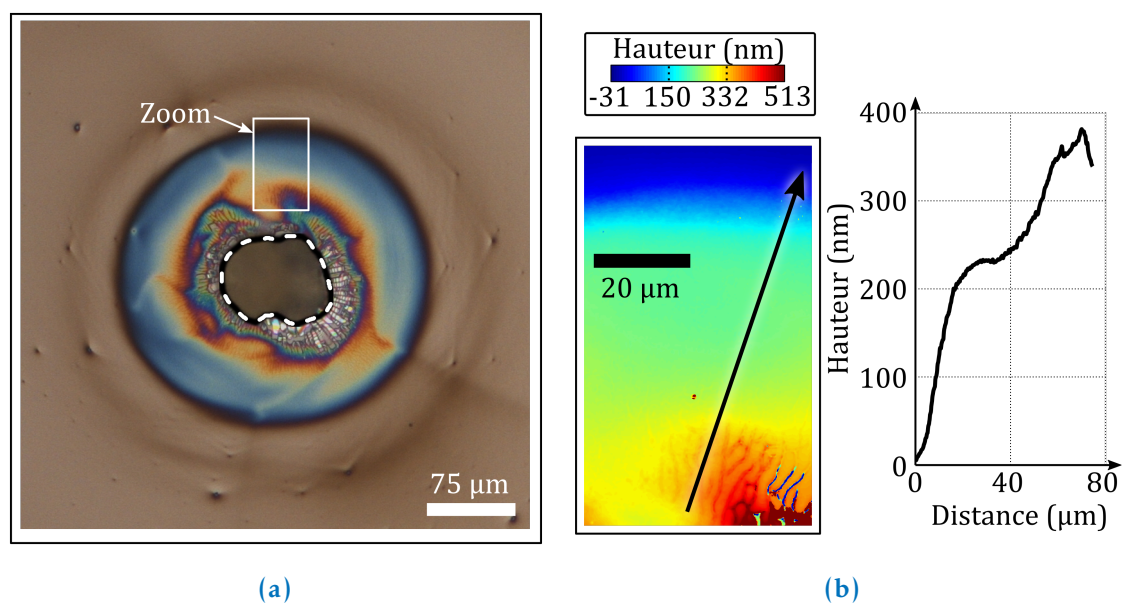 Zoom
75 µm
(a)
Hauteur (nm)
-31 150 332 513
20 µm
Hauteur (nm)
400
300
200
100
0
0 40 80
Distance (µm)
(b)